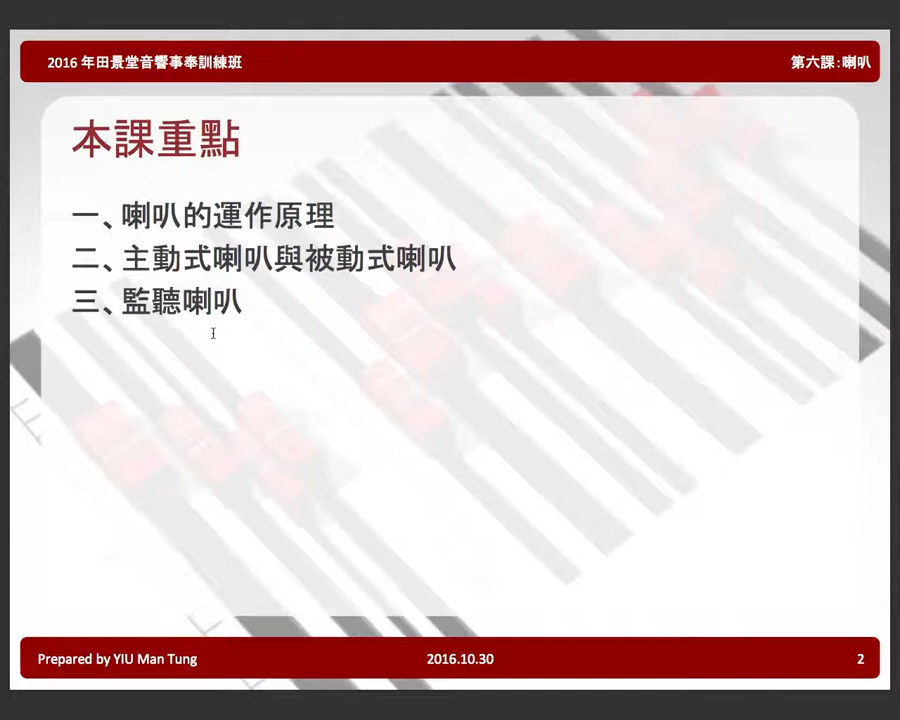 2016 年田景堂音響事奉訓練班
第六課：喇叭
本課重點
一、喇叭的運作原理
二、主動式喇叭與被動式喇叭
三、監聽喇叭
Prepared by YIU Man Tung
2016.10.30
2